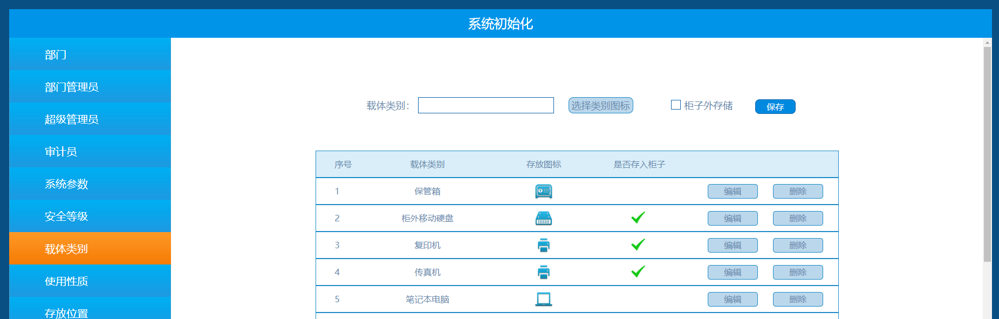 系统初始化
部门
部门管理员
超级管理员
审计员
系统参数
安全等级
载体类别
使用性质
存放位置
载体类别： 选择类别图标 柜子外存储 保存
序号 载体类别 存放图标 是否存入柜子
1 保管箱 编辑 删除
2 柜外移动硬盘 编辑 删除
3 复印机 编辑 删除
4 传真机 编辑 删除
5 笔记本电脑 编辑 删除